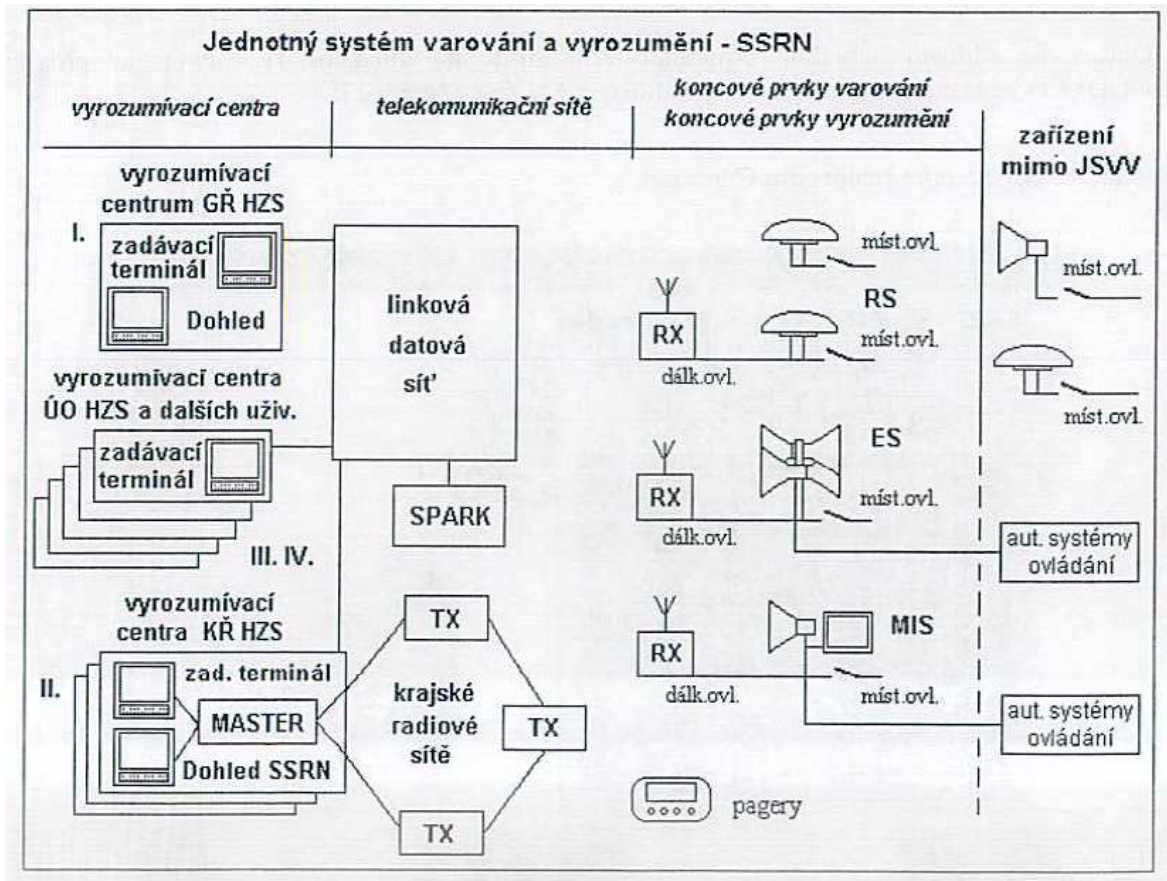 Jednotný systém varování a vyrozumění - SSRN
vyrozumívací centra
telekomunikační sítě
koncové prvky varování
koncové prvky vyrozumění
zařízení
mimo JSVV
vyrozumívací
centrum GŘ HZS
I.
zadávací
terminál
Dohled
vyrozumívací centra
ÚO HZS a dalších uživ.
zadávací
terminál
III. IV.
vyrozumívací
centra KŘ HZS
II.
zad. terminál
MASTER
Dohled SSRN
linková
datová
síť
SPARK
TX
krajské
radiové
sítě
TX
TX
RX
dálk.ovl.
míst.ovl.
RS
míst.ovl.
RX
dálk.ovl.
ES
míst.ovl.
RX
dálk.ovl.
MIS
míst.ovl.
pagery
míst.ovl.
míst.ovl.
aut. systémy
ovládání
aut. systémy
ovládání